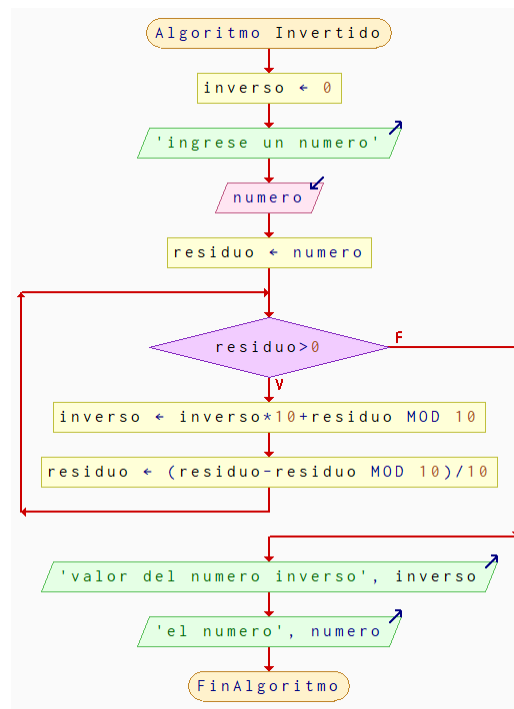 Algoritmo Invertido
inverso ← 0
'ingrese un numero'
numero
residuo ← numero
residuo>0
F
V
inverso ← inverso*10+residuo MOD 10
residuo ← (residuo-residuo MOD 10)/10
'valor del numero inverso', inverso
'el numero', numero
FinAlgoritmo